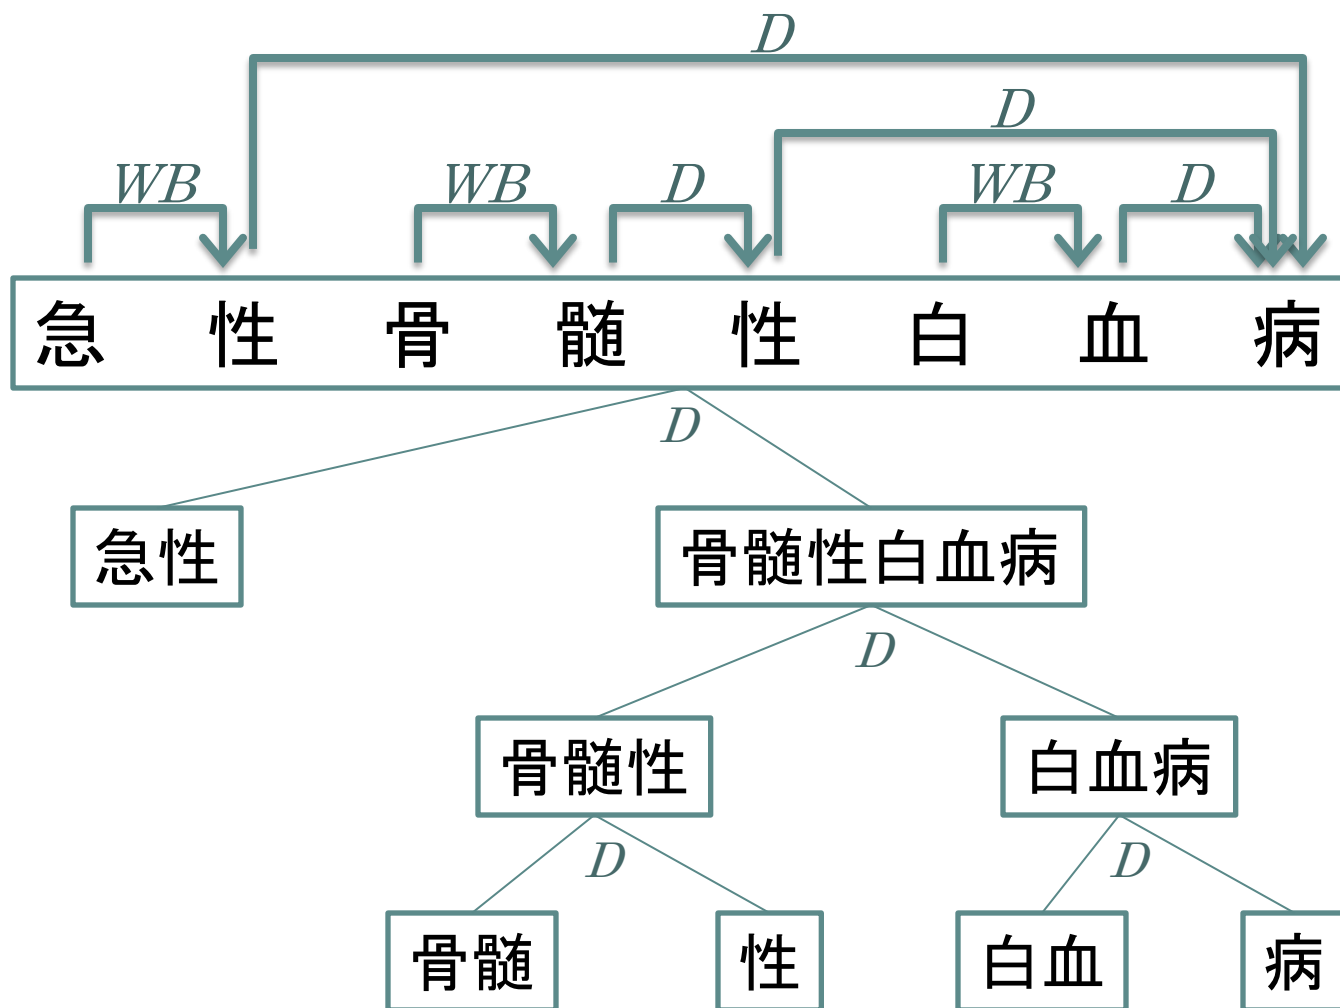 D
D
WB WB D WB D
急 性 骨 髄 性 白 血 病
D
急性 骨髄性白血病
D
骨髄性 白血病
D D
骨髄 性 白血 病